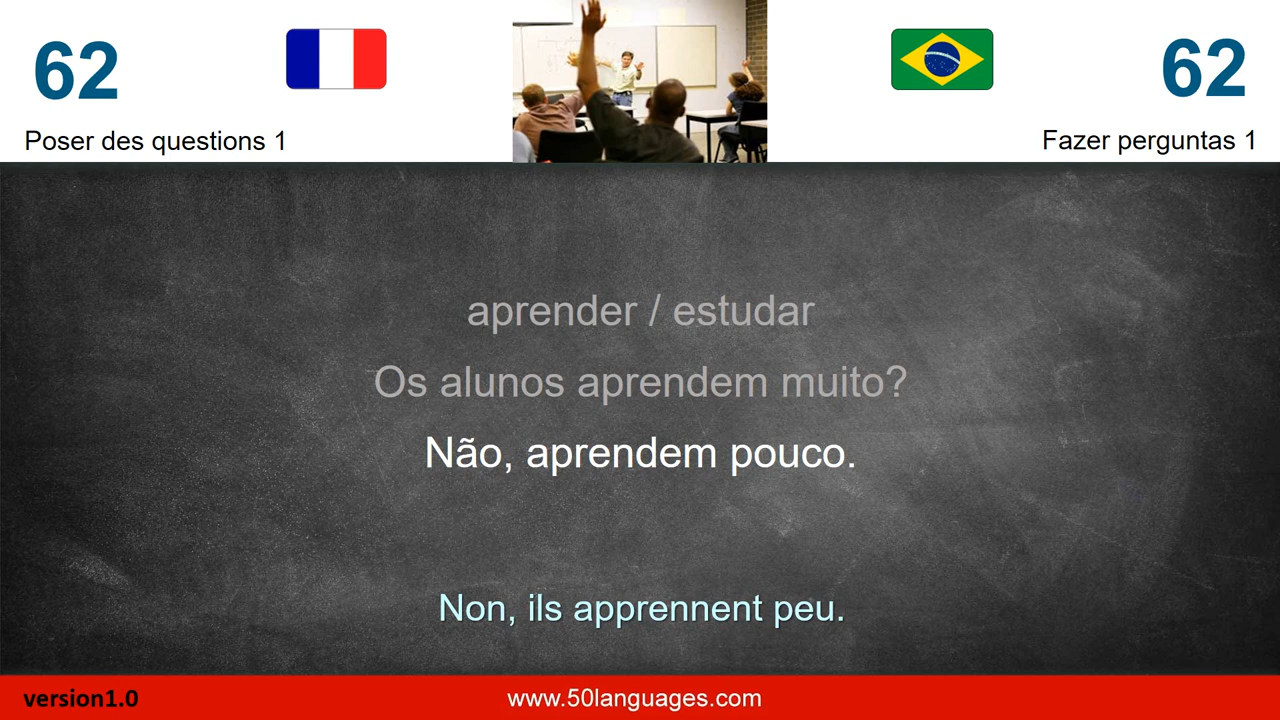 62
62
Poser des questions 1
Fazer perguntas 1
aprender / estudar
Os alunos aprendem muito?
Não, aprendem pouco.
Non, ils apprennent peu.
version1.0
www.50languages.com